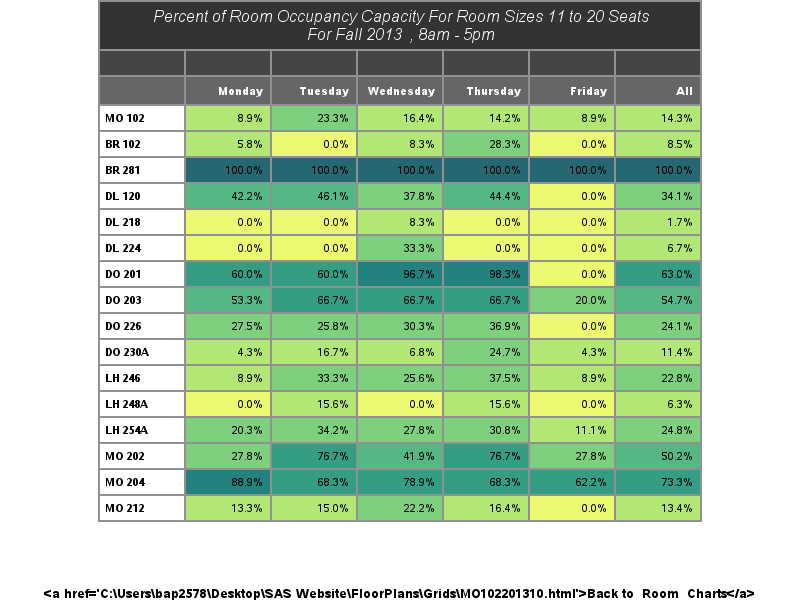 Percent of Room Occupancy Capacity For Room Sizes 11 to 20 Seats
For Fall 2013 , 8am - 5pm
Monday Tuesday Wednesday Thursday Friday All
MO 102 8.9% 23.3% 16.4% 14.2% 8.9% 14.3%
BR 102 5.8% 0.0% 8.3% 28.3% 0.0% 8.5%
BR 281 100.0% 100.0% 100.0% 100.0% 100.0% 100.0%
DL 120 42.2% 46.1% 37.8% 44.4% 0.0% 34.1%
DL 218 0.0% 0.0% 8.3% 0.0% 0.0% 1.7%
DL 224 0.0% 0.0% 33.3% 0.0% 0.0% 6.7%
DO 201 60.0% 60.0% 96.7% 98.3% 0.0% 63.0%
DO 203 53.3% 66.7% 66.7% 66.7% 20.0% 54.7%
DO 226 27.5% 25.8% 30.3% 36.9% 0.0% 24.1%
DO 230A 4.3% 16.7% 6.8% 24.7% 4.3% 11.4%
LH 246 8.9% 33.3% 25.6% 37.5% 8.9% 22.8%
LH 248A 0.0% 15.6% 0.0% 15.6% 0.0% 6.3%
LH 254A 20.3% 34.2% 27.8% 30.8% 11.1% 24.8%
MO 202 27.8% 76.7% 41.9% 76.7% 27.8% 50.2%
MO 204 88.9% 68.3% 78.9% 68.3% 62.2% 73.3%
MO 212 13.3% 15.0% 22.2% 16.4% 0.0% 13.4%
<a href='C:\Users\bap2578\Desktop\SAS Website\FloorPlans\Grids\MO102201310.html'>Back to Room Charts</a>